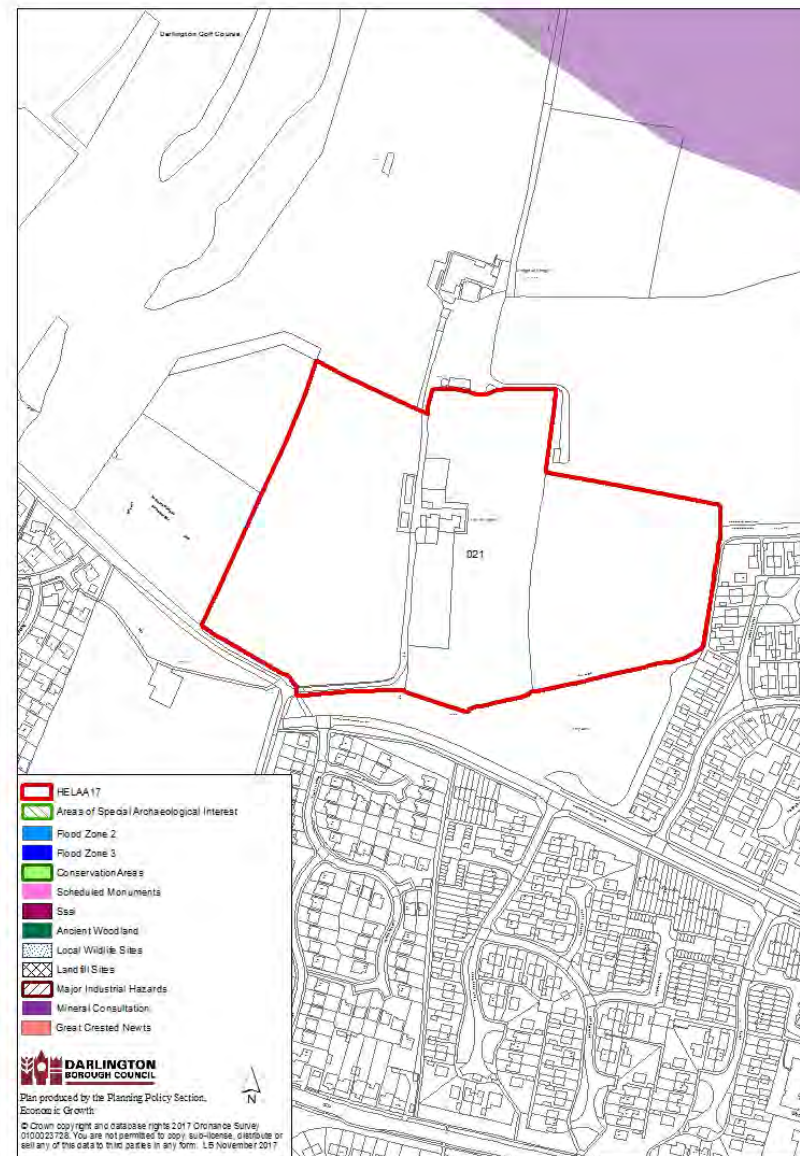 Darlington Golf Course
021
HELAA17
Areas of Special Archaeological Interest
Flood Zone 2
Flood Zone 3
Conservation Areas
Scheduled Monuments
Sssi
Ancient Woodland
Local Wildlife Sites
Landfill Sites
Major Industrial Hazards
Mineral Consultation
Great Crested Newts
DARLINGTON
BOROUGH COUNCIL
Plan produced by the Planning Policy Section,
Economic Growth
N
© Crown copyright and database rights 2017 Ordnance Survey
0100023728. You are not permitted to copy, sub-license, distribute or
sell any of this data to third parties in any form. LB November 2017